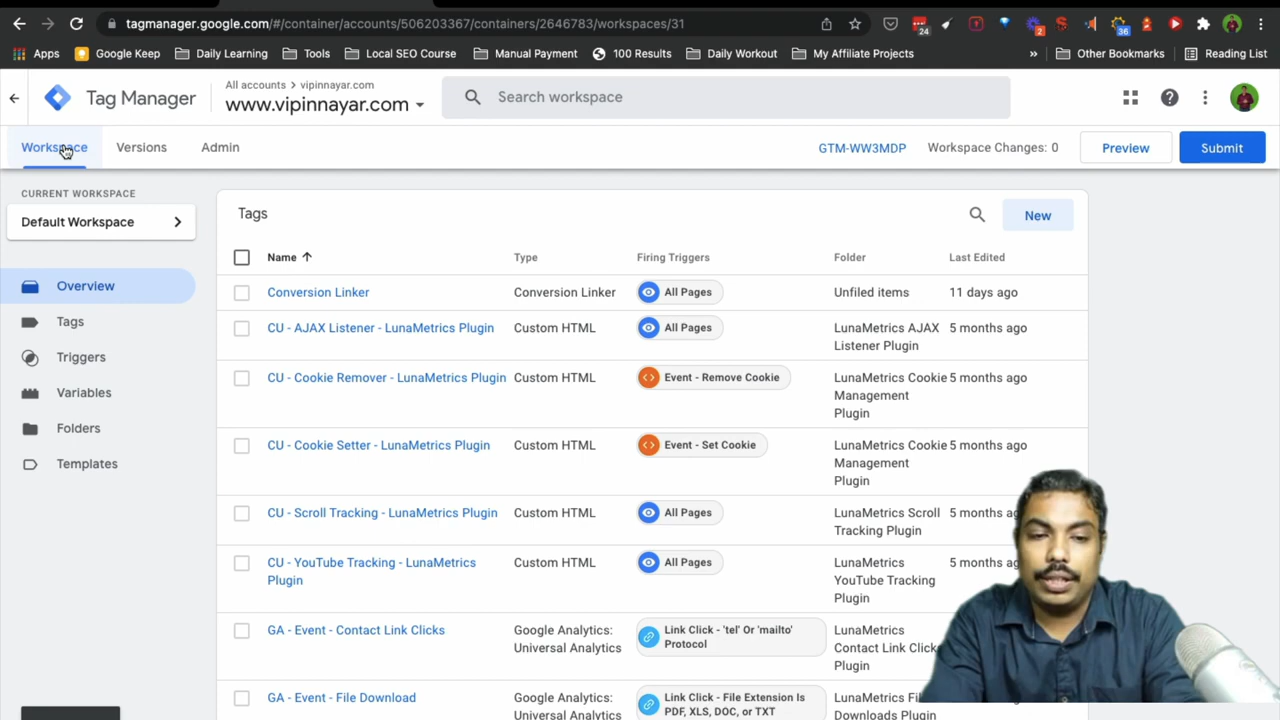 tagmanager.google.com/#/container/accounts/506203367/containers/2646783/workspaces/31
24
2
36
Apps
Google Keep
Daily Learning
Tools
Local SEO Course
Manual Payment
100 Results
Daily Workout
My Affiliate Projects
»
Other Bookmarks
Reading List
Tag Manager
All accounts > vipinnayar.com
www.vipinnayar.com
Search workspace
Workspace
Versions
Admin
GTM-WW3MDP
Workspace Changes: 0
Preview
Submit
CURRENT WORKSPACE
Default Workspace
Overview
Tags
Triggers
Variables
Folders
Templates
Tags
New
Name
Type
Firing Triggers
Folder
Last Edited
Conversion Linker
Conversion Linker
All Pages
Unfiled items
11 days ago
CU - AJAX Listener - LunaMetrics Plugin
Custom HTML
All Pages
LunaMetrics AJAX
Listener Plugin
5 months ago
CU - Cookie Remover - LunaMetrics Plugin
Custom HTML
Event - Remove Cookie
LunaMetrics Cookie
Management
Plugin
5 months ago
CU - Cookie Setter - LunaMetrics Plugin
Custom HTML
Event - Set Cookie
LunaMetrics Cookie
Management
Plugin
5 months ago
CU - Scroll Tracking - LunaMetrics Plugin
Custom HTML
All Pages
LunaMetrics Scroll
Tracking Plugin
5 months ag
CU - YouTube Tracking - LunaMetrics
Plugin
Custom HTML
All Pages
LunaMetrics
YouTube Tracking
Plugin
5 months
GA - Event - Contact Link Clicks
Google Analytics:
Universal Analytics
Link Click - 'tel' Or 'mailto'
Protocol
LunaMetrics
Contact Link Click
Plugin
GA - Event - File Download
Google Analytics:
Universal Analytics
Link Click - File Extension Is
PDF, XLS, DOC, or TXT
LunaMetrics Fil
Downloads Plugin